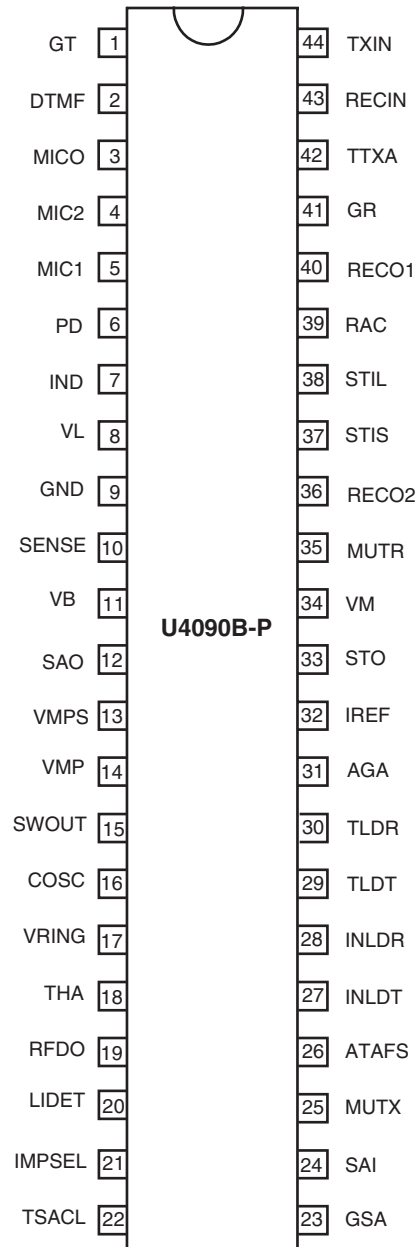 GT 1 44 TXIN
DTMF 2 43 RECIN
MICO 3 42 TTXA
MIC2 4 41 GR
MIC1 5 40 RECO1
PD 6 39 RAC
IND 7 38 STIL
VL 8 37 STIS
GND 9 36 RECO2
SENSE 10 35 MUTR
VB 11 34 VM
U4090B-P
SAO 12 33 STO
VMPS 13 32 IREF
VMP 14 31 AGA
SWOUT 15 30 TLDR
COSC 16 29 TLDT
VRING 17 28 INLDR
THA 18 27 INLDT
RFDO 19 26 ATAFS
LIDET 20 25 MUTX
IMPSEL 21 24 SAI
TSACL 22 23 GSA